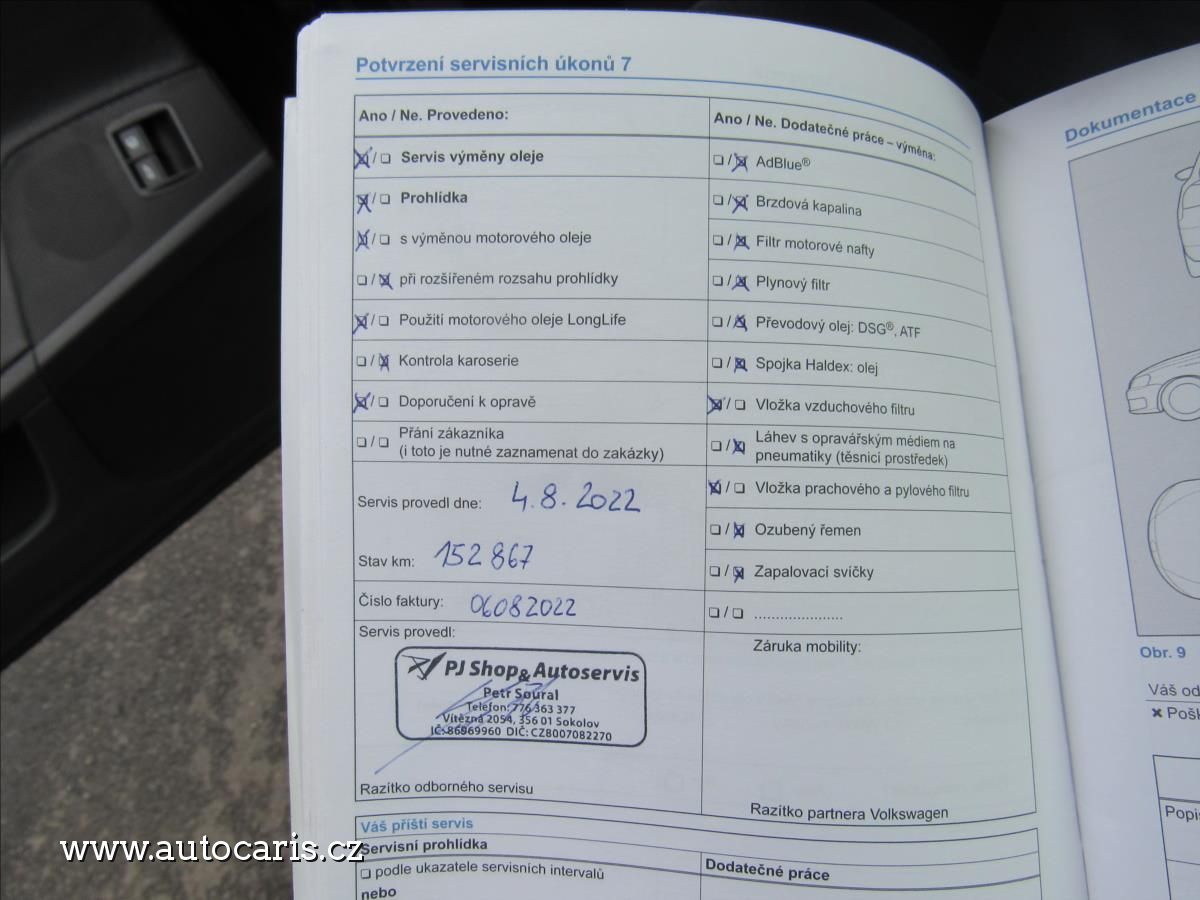 Potvrzení servisních úkonů 7
Ano / Ne. Provedeno:
Servis výměny oleje
Prohlídka
s výměnou motorového oleje
při rozšířeném rozsahu prohlídky
Použití motorového oleje LongLife
Kontrola karoserie
Doporučení k opravě
Přání zákazníka
(i toto je nutné zaznamenat do zakázky)
Servis provedl dne: 4.8.2022
Stav km: 152 867
Číslo faktury: 06082022
Servis provedl:
PJ Shop & Autoservis
Petr Soural
Telefon: 776 363 377
Vítězná 2054, 356 01 Sokolov
IČ: 86969960 DIČ: CZ8007082270
Razítko odborného servisu
Ano / Ne. Dodatečné práce – výměna:
AdBlue®
Brzdová kapalina
Filtr motorové nafty
Plynový filtr
Převodový olej: DSG®, ATF
Spojka Haldex: olej
Vložka vzduchového filtru
Láhev s opravářským médiem na
pneumatiky (těsnicí prostředek)
Vložka prachového a pylového filtru
Ozubený řemen
Zapalovací svíčky
.....................
Záruka mobility:
Razítko partnera Volkswagen
Váš příští servis
Servisní prohlídka
podle ukazatele servisních intervalů
nebo
Dodatečné práce
Dokumentace
Obr. 9
Váš od
Pošk
Popis
www.autocaris.cz